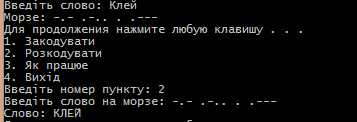 Введіть слово: Клей
Морзе: -.- .-.. . .---
Для продолжения нажмите любую клавишу . . .
1. Закодувати
2. Розкодувати
3. Як працює
4. Вихід
Введіть номер пункту: 2
Введіть слово на морзе: -.- .-.. . .---
Слово: КЛЕЙ